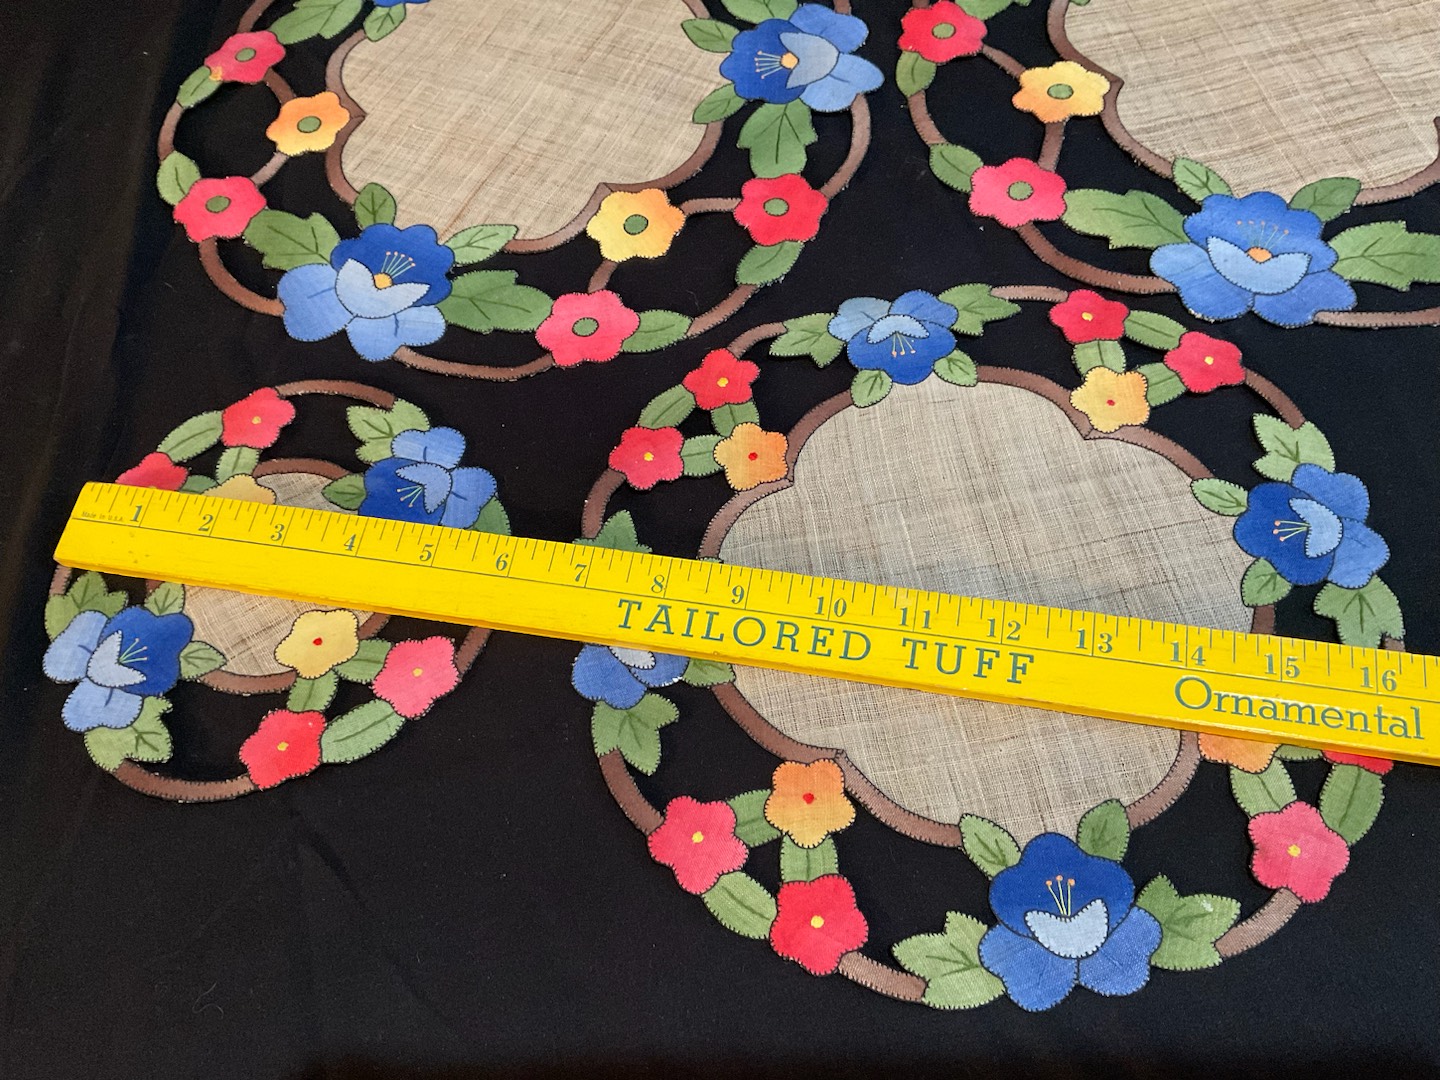 Made in U.S.A.
1 2 3 4 5 6 7 8 9 10 11 12 13 14 15 16
TAILORED TUFF Ornamental